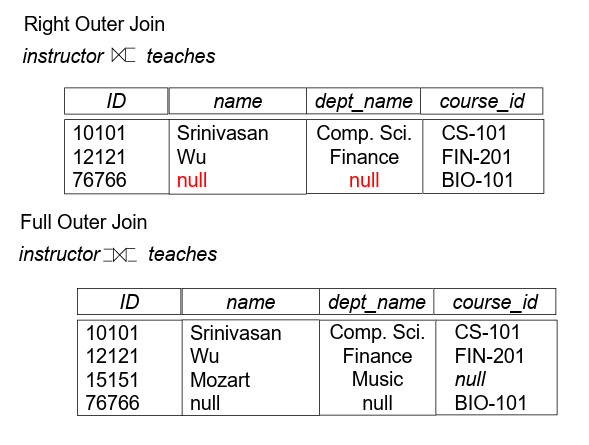 Right Outer Join
instructor ⟖ teaches
ID name dept_name course_id
10101 Srinivasan Comp. Sci. CS-101
12121 Wu Finance FIN-201
76766 null null BIO-101
Full Outer Join
instructor ⟗ teaches
ID name dept_name course_id
10101 Srinivasan Comp. Sci. CS-101
12121 Wu Finance FIN-201
15151 Mozart Music null
76766 null null BIO-101